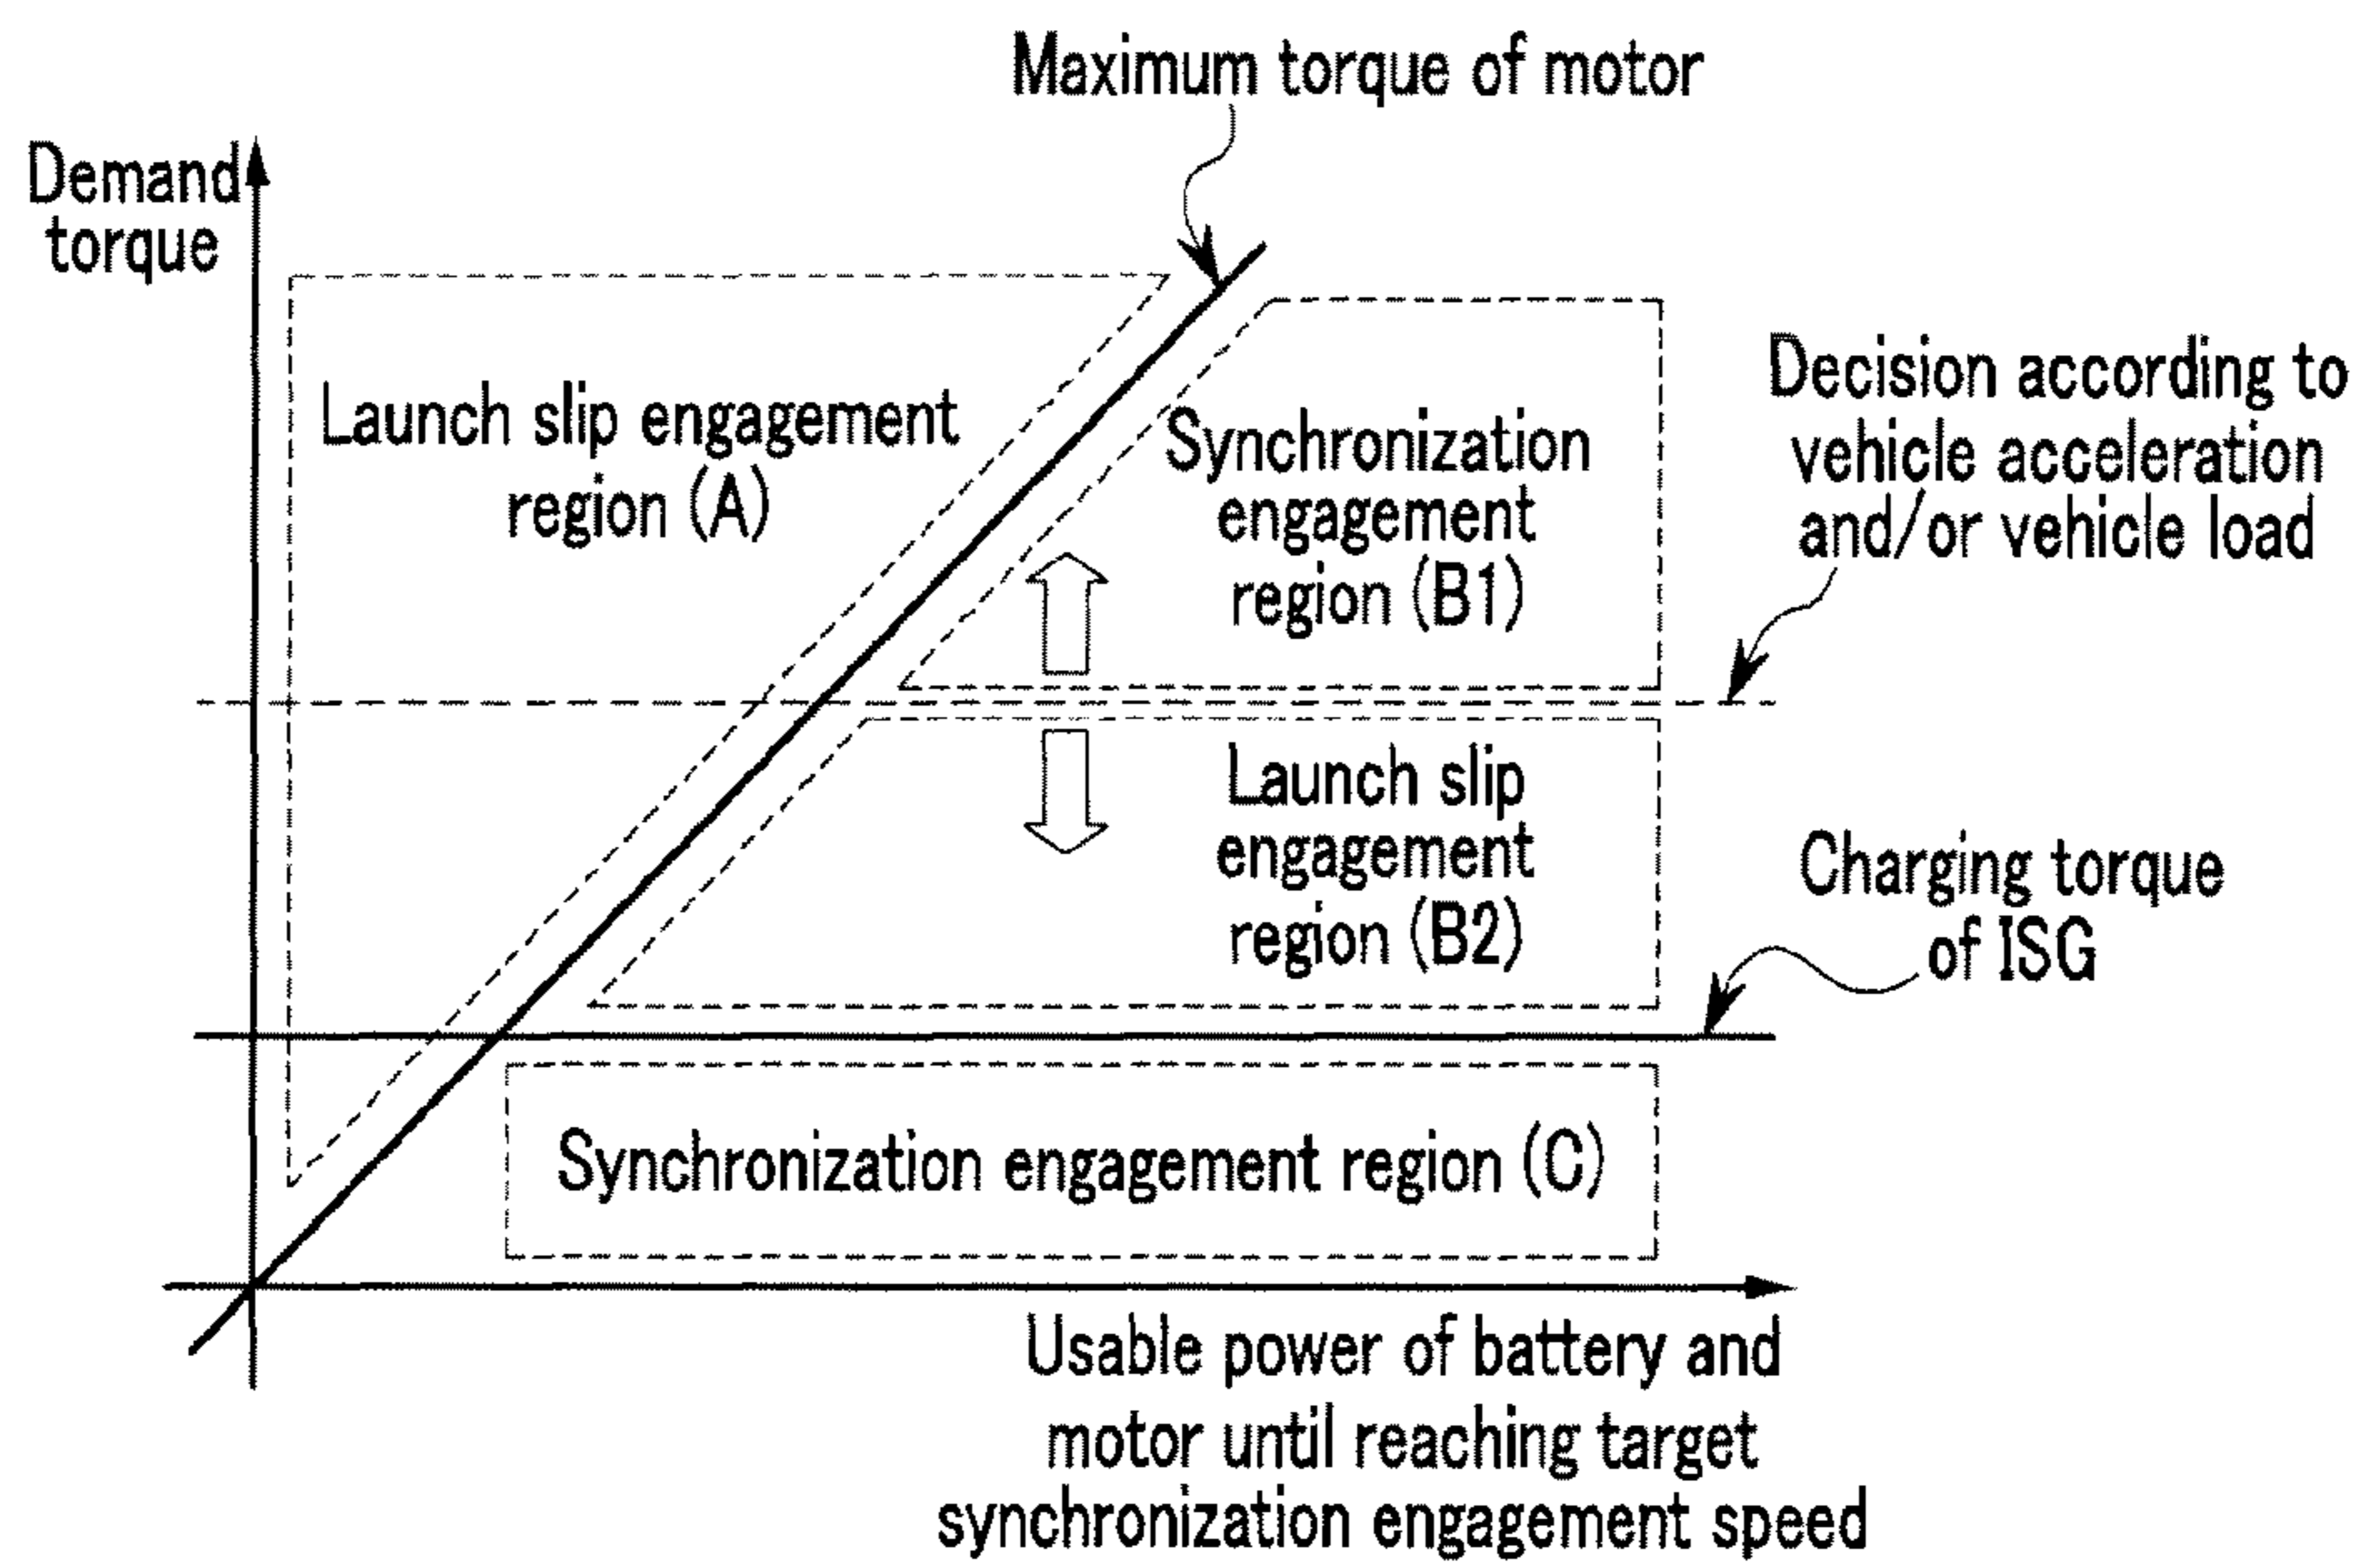 Maximum torque of motor
Demand
torque
Launch slip engagement
region (A)
Synchronization
engagement
region (B1)
Decision according to
vehicle acceleration
and/or vehicle load
Launch slip
engagement
region (B2)
Charging torque
of ISG
Synchronization engagement region (C)
Usable power of battery and
motor until reaching target
synchronization engagement speed